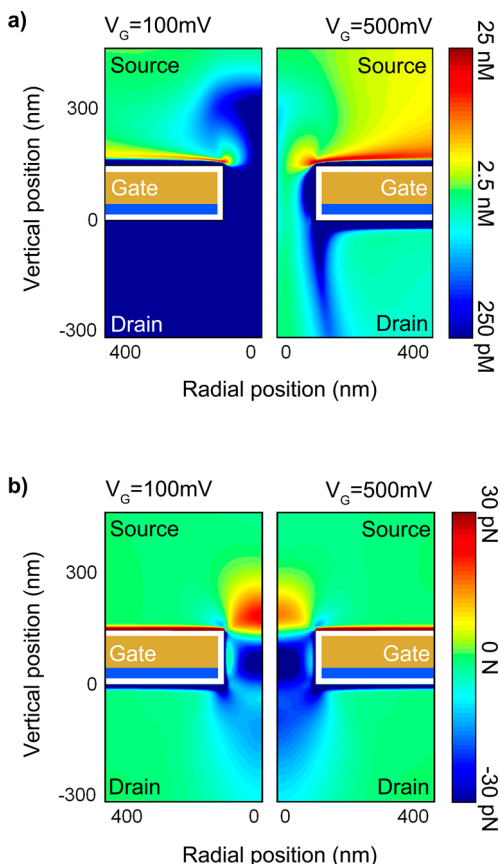 a)
V_G=100mV V_G=500mV
Source Source
Gate Gate
Drain Drain
300
0
-300
Vertical position (nm)
400 0 0 400
Radial position (nm)
25 nM
2.5 nM
250 pM
b)
V_G=100mV V_G=500mV
Source Source
Gate Gate
Drain Drain
300
0
-300
Vertical position (nm)
400 0 0 400
Radial position (nm)
30 pN
0 N
-30 pN